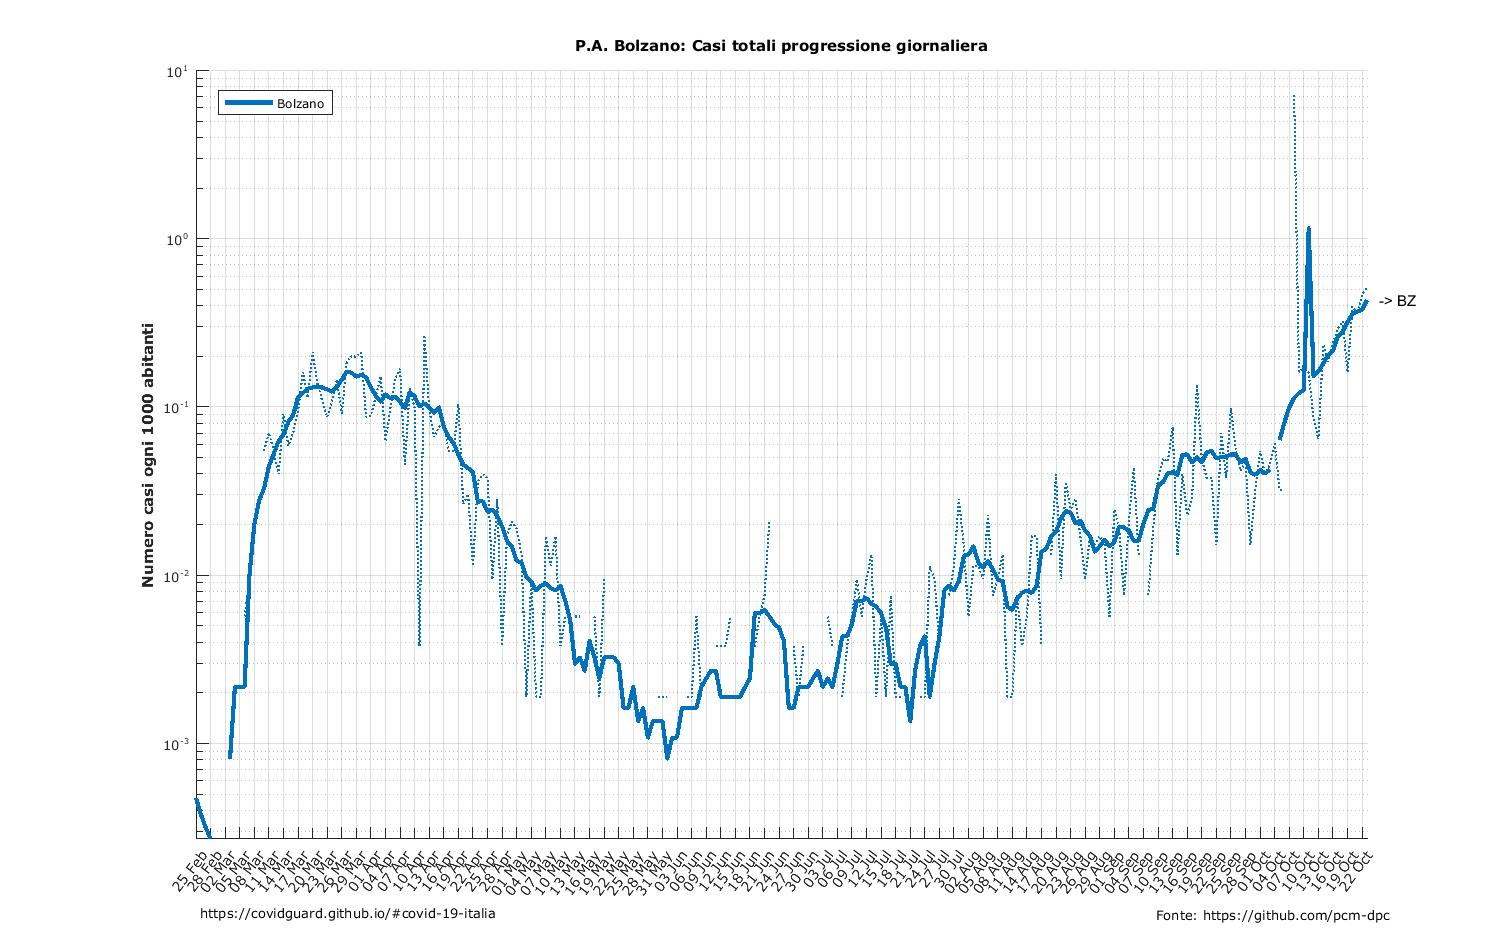 P.A. Bolzano: Casi totali progressione giornaliera
Bolzano
Numero casi ogni 1000 abitanti
10^1
10^0
10^-1
10^-2
10^-3
-> BZ
25 Feb
28 Feb
02 Mar
05 Mar
08 Mar
11 Mar
14 Mar
17 Mar
20 Mar
23 Mar
26 Mar
29 Mar
01 Apr
04 Apr
07 Apr
10 Apr
13 Apr
16 Apr
19 Apr
22 Apr
25 Apr
28 Apr
01 May
04 May
07 May
10 May
13 May
16 May
19 May
22 May
25 May
28 May
31 May
03 Jun
06 Jun
09 Jun
12 Jun
15 Jun
18 Jun
21 Jun
24 Jun
27 Jun
30 Jun
03 Jul
06 Jul
09 Jul
12 Jul
15 Jul
18 Jul
21 Jul
24 Jul
27 Jul
30 Jul
02 Aug
05 Aug
08 Aug
11 Aug
14 Aug
17 Aug
20 Aug
23 Aug
26 Aug
29 Aug
01 Sep
04 Sep
07 Sep
10 Sep
13 Sep
16 Sep
19 Sep
22 Sep
25 Sep
28 Sep
01 Oct
04 Oct
07 Oct
10 Oct
13 Oct
16 Oct
19 Oct
22 Oct
https://covidguard.github.io/#covid-19-italia
Fonte: https://github.com/pcm-dpc